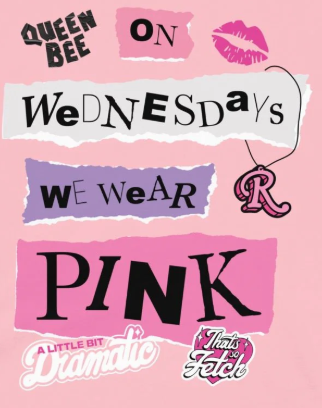 QUEEN BEE
ON
WeDNESDaYs
WE WeAR
R
PINK
A LITTLE BIT
Dramatic
That's
so
Fetch